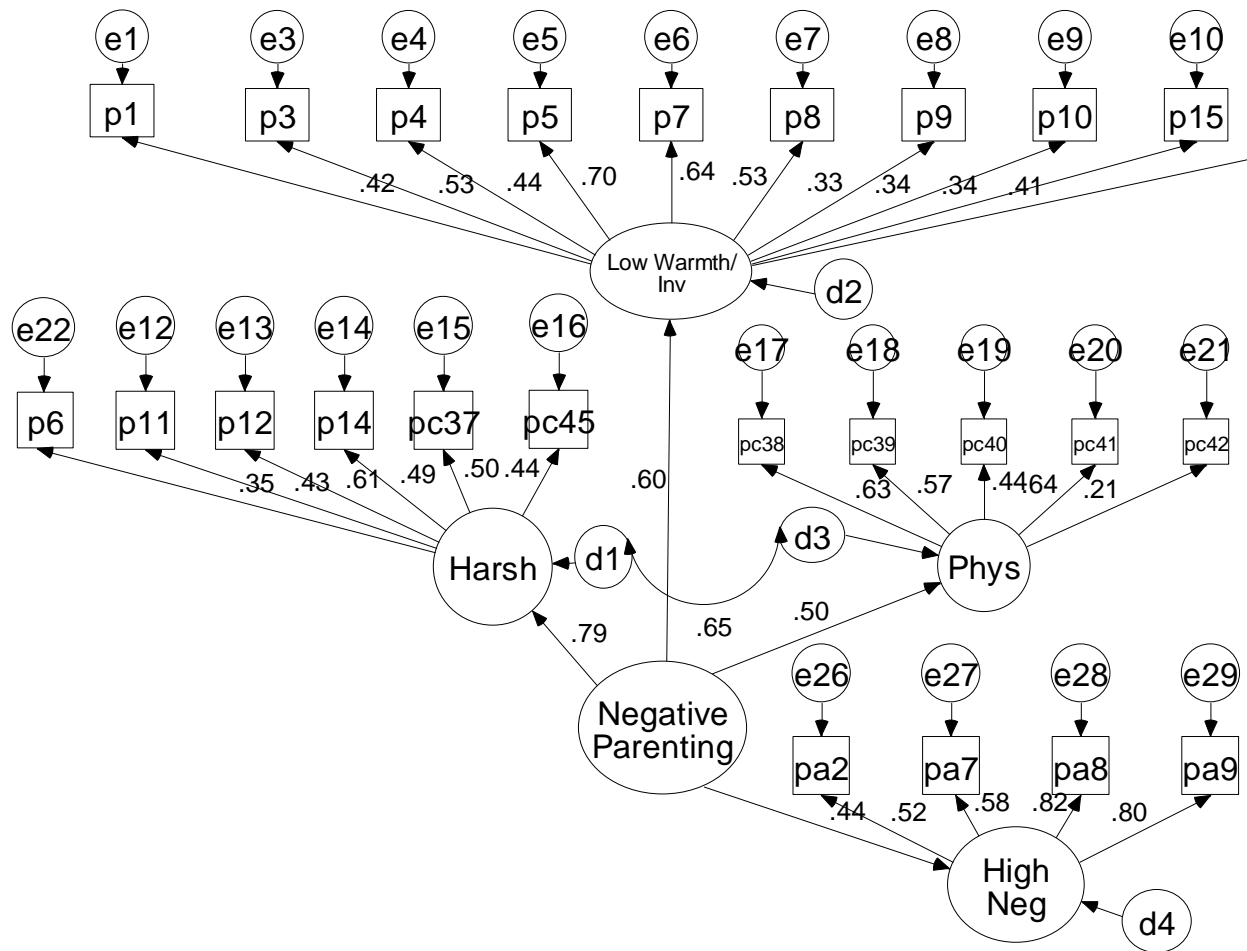 e1 e3 e4 e5 e6 e7 e8 e9 e10
p1 p3 p4 p5 p7 p8 p9 p10 p15
.42 .53 .44 .70 .64 .53 .33 .34 .34 .41
Low Warmth/
Inv
d2
e22 e12 e13 e14 e15 e16
p6 p11 p12 p14 pc37 pc45
.35 .43 .61 .49 .50 .44
e17 e18 e19 e20 e21
pc38 pc39 pc40 pc41 pc42
.63 .57 .44 .64 .21
.60
Harsh
d1
d3
Phys
.79
.65
.50
Negative
Parenting
e26 e27 e28 e29
pa2 pa7 pa8 pa9
.44 .52 .58 .82 .80
High
Neg
d4